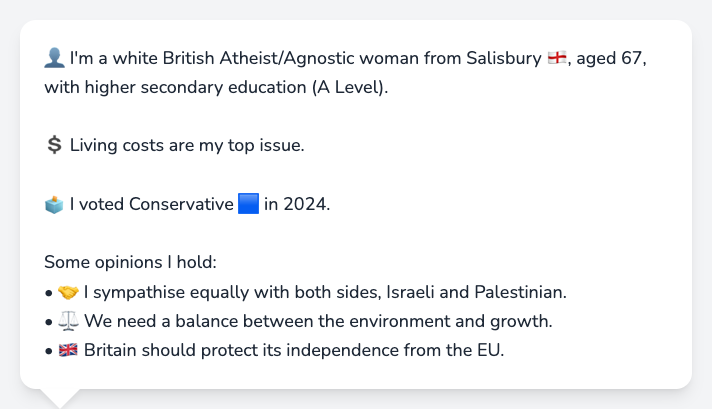 👤 I'm a white British Atheist/Agnostic woman from Salisbury 🏴󠁧󠁢󠁥󠁮󠁧󠁿, aged 67,
with higher secondary education (A Level).
💲 Living costs are my top issue.
🗳️ I voted Conservative 🟦 in 2024.
Some opinions I hold:
• 🤝 I sympathise equally with both sides, Israeli and Palestinian.
• ⚖️ We need a balance between the environment and growth.
• 🇬🇧 Britain should protect its independence from the EU.